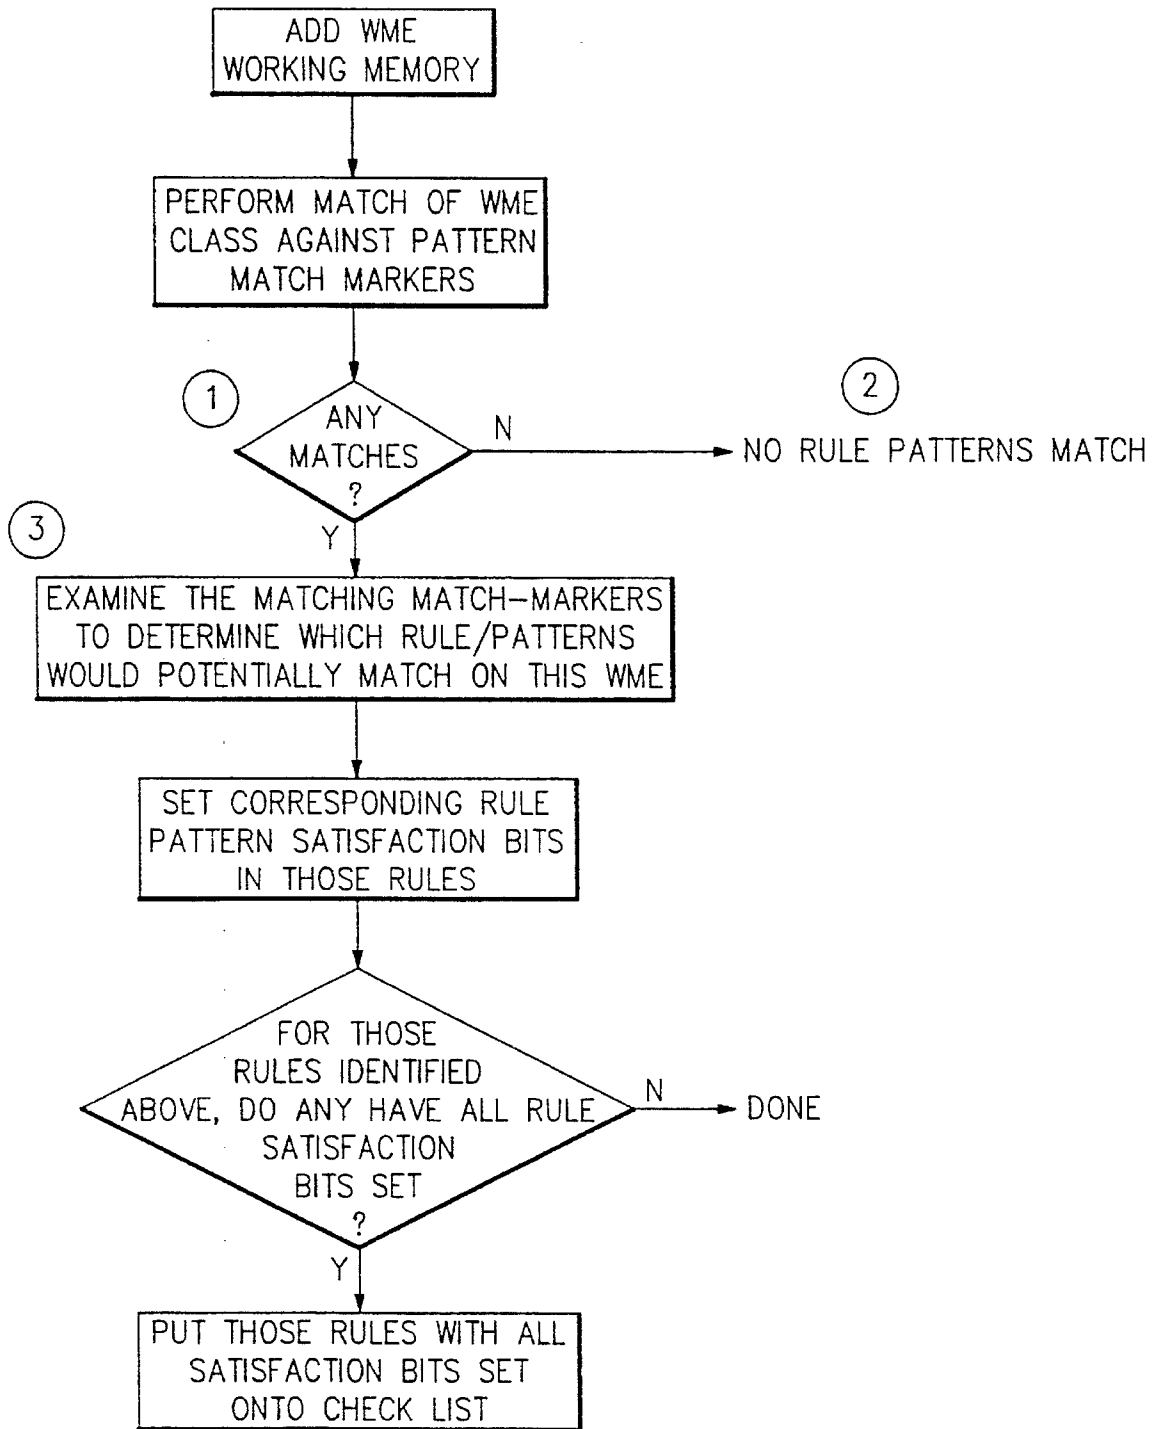 ADD WME
WORKING MEMORY
PERFORM MATCH OF WME
CLASS AGAINST PATTERN
MATCH MARKERS
1
2
ANY
MATCHES
?
N
NO RULE PATTERNS MATCH
3
Y
EXAMINE THE MATCHING MATCH-MARKERS
TO DETERMINE WHICH RULE/PATTERNS
WOULD POTENTIALLY MATCH ON THIS WME
SET CORRESPONDING RULE
PATTERN SATISFACTION BITS
IN THOSE RULES
FOR THOSE
RULES IDENTIFIED
ABOVE, DO ANY HAVE ALL RULE
SATISFACTION
BITS SET
?
N
DONE
Y
PUT THOSE RULES WITH ALL
SATISFACTION BITS SET
ONTO CHECK LIST